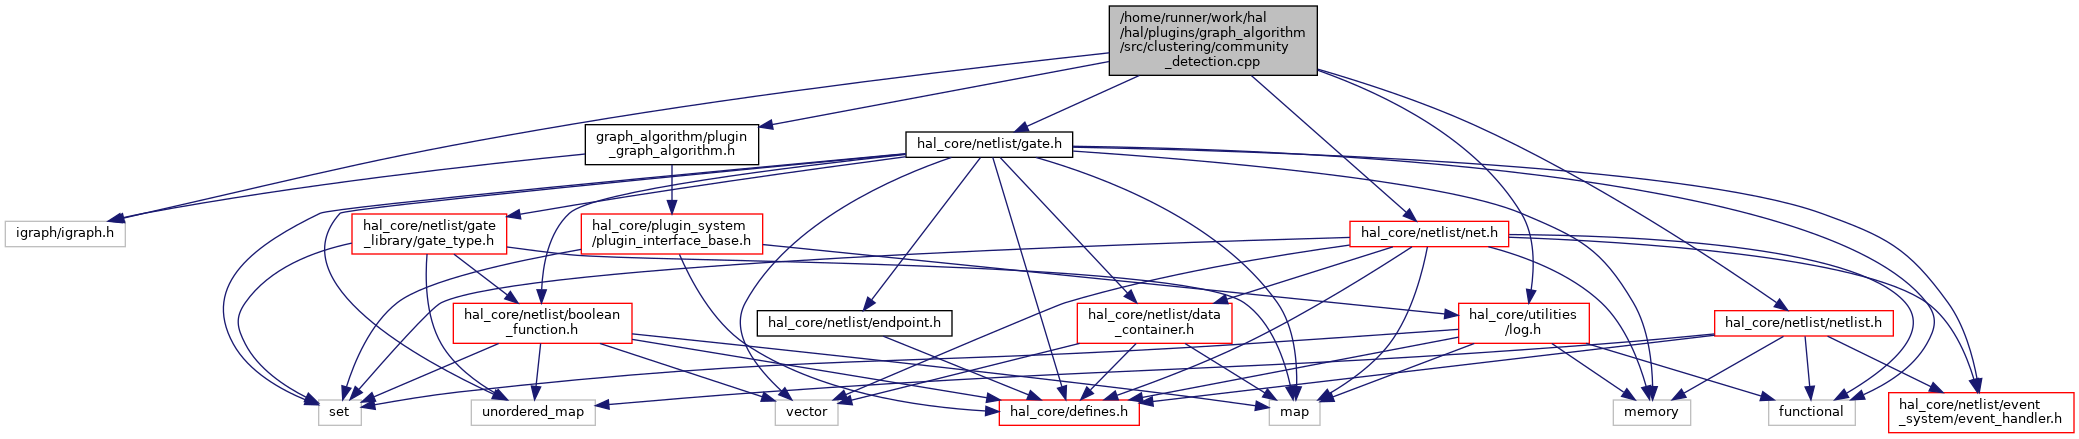 /home/runner/work/hal
/hal/plugins/graph_algorithm
/src/clustering/community
_detection.cpp
graph_algorithm/plugin
_graph_algorithm.h
hal_core/netlist/gate.h
igraph/igraph.h
hal_core/netlist/gate
_library/gate_type.h
hal_core/plugin_system
/plugin_interface_base.h
hal_core/netlist/net.h
hal_core/netlist/boolean
_function.h
hal_core/netlist/endpoint.h
hal_core/netlist/data
_container.h
hal_core/utilities
/log.h
hal_core/netlist/netlist.h
set
unordered_map
vector
hal_core/defines.h
map
memory
functional
hal_core/netlist/event
_system/event_handler.h